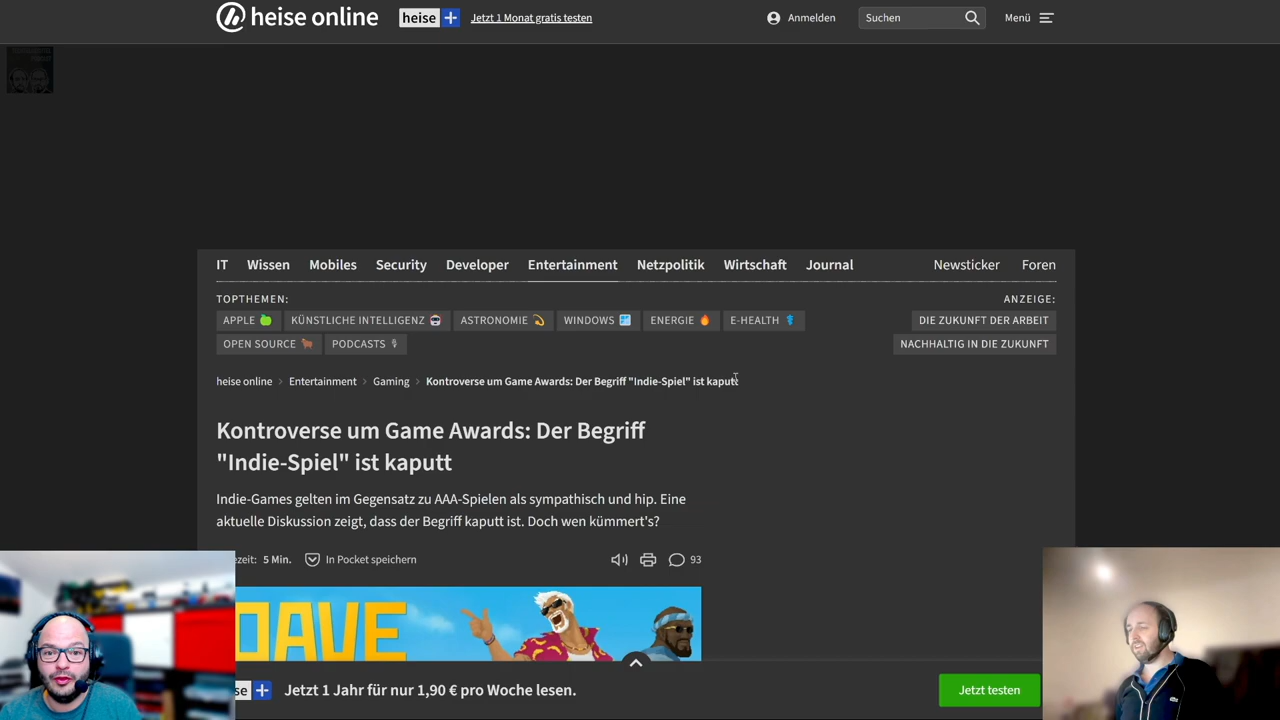 heise online
heise + Jetzt 1 Monat gratis testen
Anmelden
Suchen
Menü
IT Wissen Mobiles Security Developer Entertainment Netzpolitik Wirtschaft Journal Newsticker Foren
TOPTHEMEN:
ANZEIGE:
APPLE KÜNSTLICHE INTELLIGENZ ASTRONOMIE WINDOWS ENERGIE E-HEALTH
DIE ZUKUNFT DER ARBEIT
OPEN SOURCE PODCASTS
NACHHALTIG IN DIE ZUKUNFT
heise online > Entertainment > Gaming > Kontroverse um Game Awards: Der Begriff "Indie-Spiel" ist kaputt
Kontroverse um Game Awards: Der Begriff
"Indie-Spiel" ist kaputt
Indie-Games gelten im Gegensatz zu AAA-Spielen als sympathisch und hip. Eine
aktuelle Diskussion zeigt, dass der Begriff kaputt ist. Doch wen kümmert's?
ezeit: 5 Min. In Pocket speichern
93
DAVE
se + Jetzt 1 Jahr für nur 1,90 € pro Woche lesen.
Jetzt testen